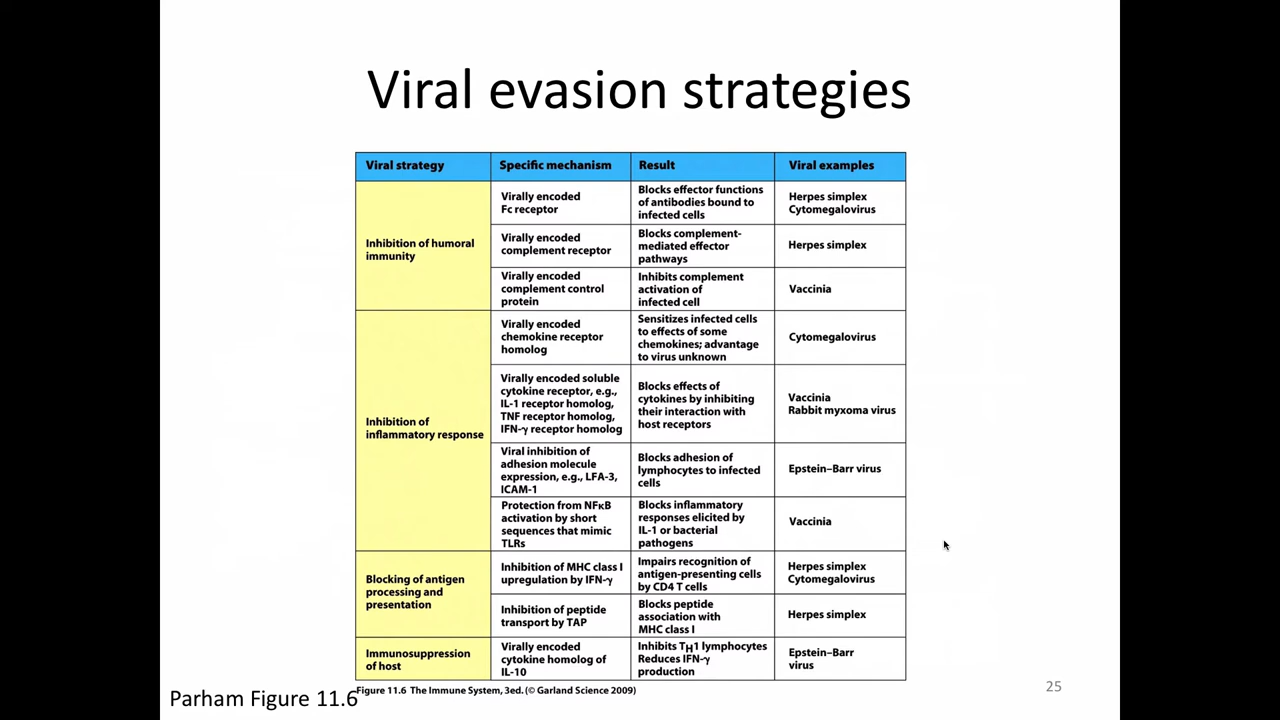 Viral evasion strategies
Viral strategy
Specific mechanism
Result
Viral examples
Inhibition of humoral
immunity
Virally encoded
Fc receptor
Blocks effector functions
of antibodies bound to
infected cells
Herpes simplex
Cytomegalovirus
Virally encoded
complement receptor
Blocks complement-
mediated effector
pathways
Herpes simplex
Virally encoded
complement control
protein
Inhibits complement
activation of
infected cell
Vaccinia
Inhibition of
inflammatory response
Virally encoded
chemokine receptor
homolog
Sensitizes infected cells
to effects of some
chemokines; advantage
to virus unknown
Cytomegalovirus
Virally encoded soluble
cytokine receptor, e.g.,
IL-1 receptor homolog,
TNF receptor homolog,
IFN-γ receptor homolog
Blocks effects of
cytokines by inhibiting
their interaction with
host receptors
Vaccinia
Rabbit myxoma virus
Viral inhibition of
adhesion molecule
expression, e.g., LFA-3,
ICAM-1
Blocks adhesion of
lymphocytes to infected
cells
Epstein–Barr virus
Protection from NFκB
activation by short
sequences that mimic
TLRs
Blocks inflammatory
responses elicited by
IL-1 or bacterial
pathogens
Vaccinia
Blocking of antigen
processing and
presentation
Inhibition of MHC class I
upregulation by IFN-γ
Impairs recognition of
antigen-presenting cells
by CD4 T cells
Herpes simplex
Cytomegalovirus
Inhibition of peptide
transport by TAP
Blocks peptide
association with
MHC class I
Herpes simplex
Immunosuppression
of host
Virally encoded
cytokine homolog of
IL-10
Inhibits TH1 lymphocytes
Reduces IFN-γ
production
Epstein–Barr
virus
Figure 11.6 The Immune System, 3ed. (© Garland Science 2009)
Parham Figure 11.6
25